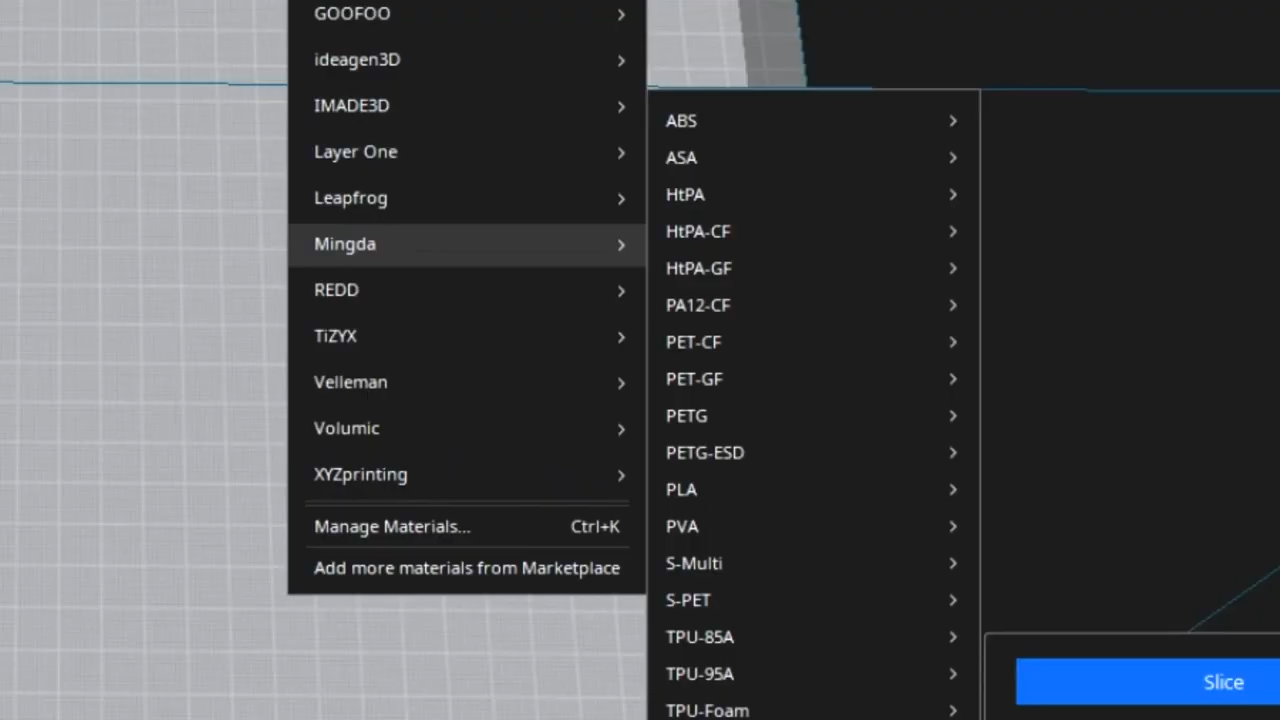 GOOFOO
ideagen3D
IMADE3D
Layer One
Leapfrog
Mingda
REDD
TiZYX
Velleman
Volumic
XYZprinting
Manage Materials... Ctrl+K
Add more materials from Marketplace
ABS
ASA
HtPA
HtPA-CF
HtPA-GF
PA12-CF
PET-CF
PET-GF
PETG
PETG-ESD
PLA
PVA
S-Multi
S-PET
TPU-85A
TPU-95A
TPU-Foam
Slice